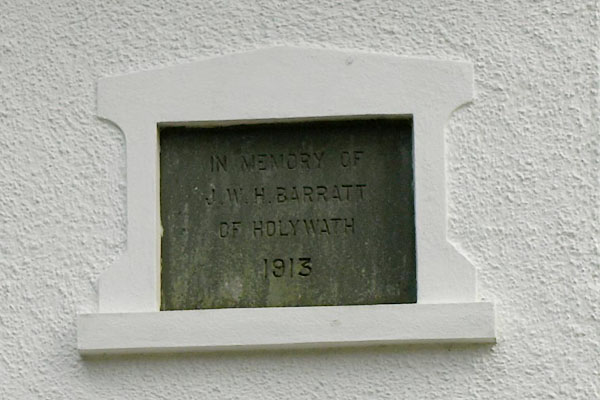 IN MEMORY OF
J.W.H.BARRATT
OF HOLYWATH
1913